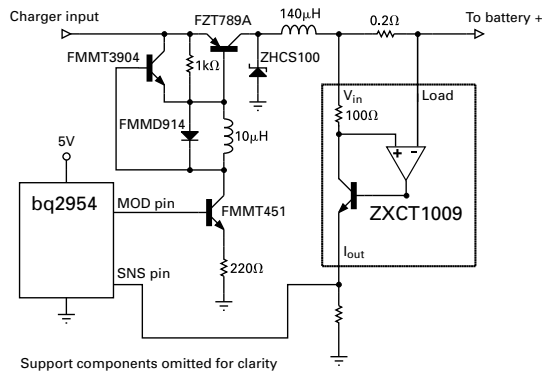 Charger input
FZT789A
140µH
0.2Ω
To battery +
FMMT3904
1kΩ
ZHCS100
Vin
Load
100Ω
FMMD914
10µH
5V
+
-
bq2954
MOD pin
FMMT451
ZXCT1009
Iout
SNS pin
220Ω
Support components omitted for clarity